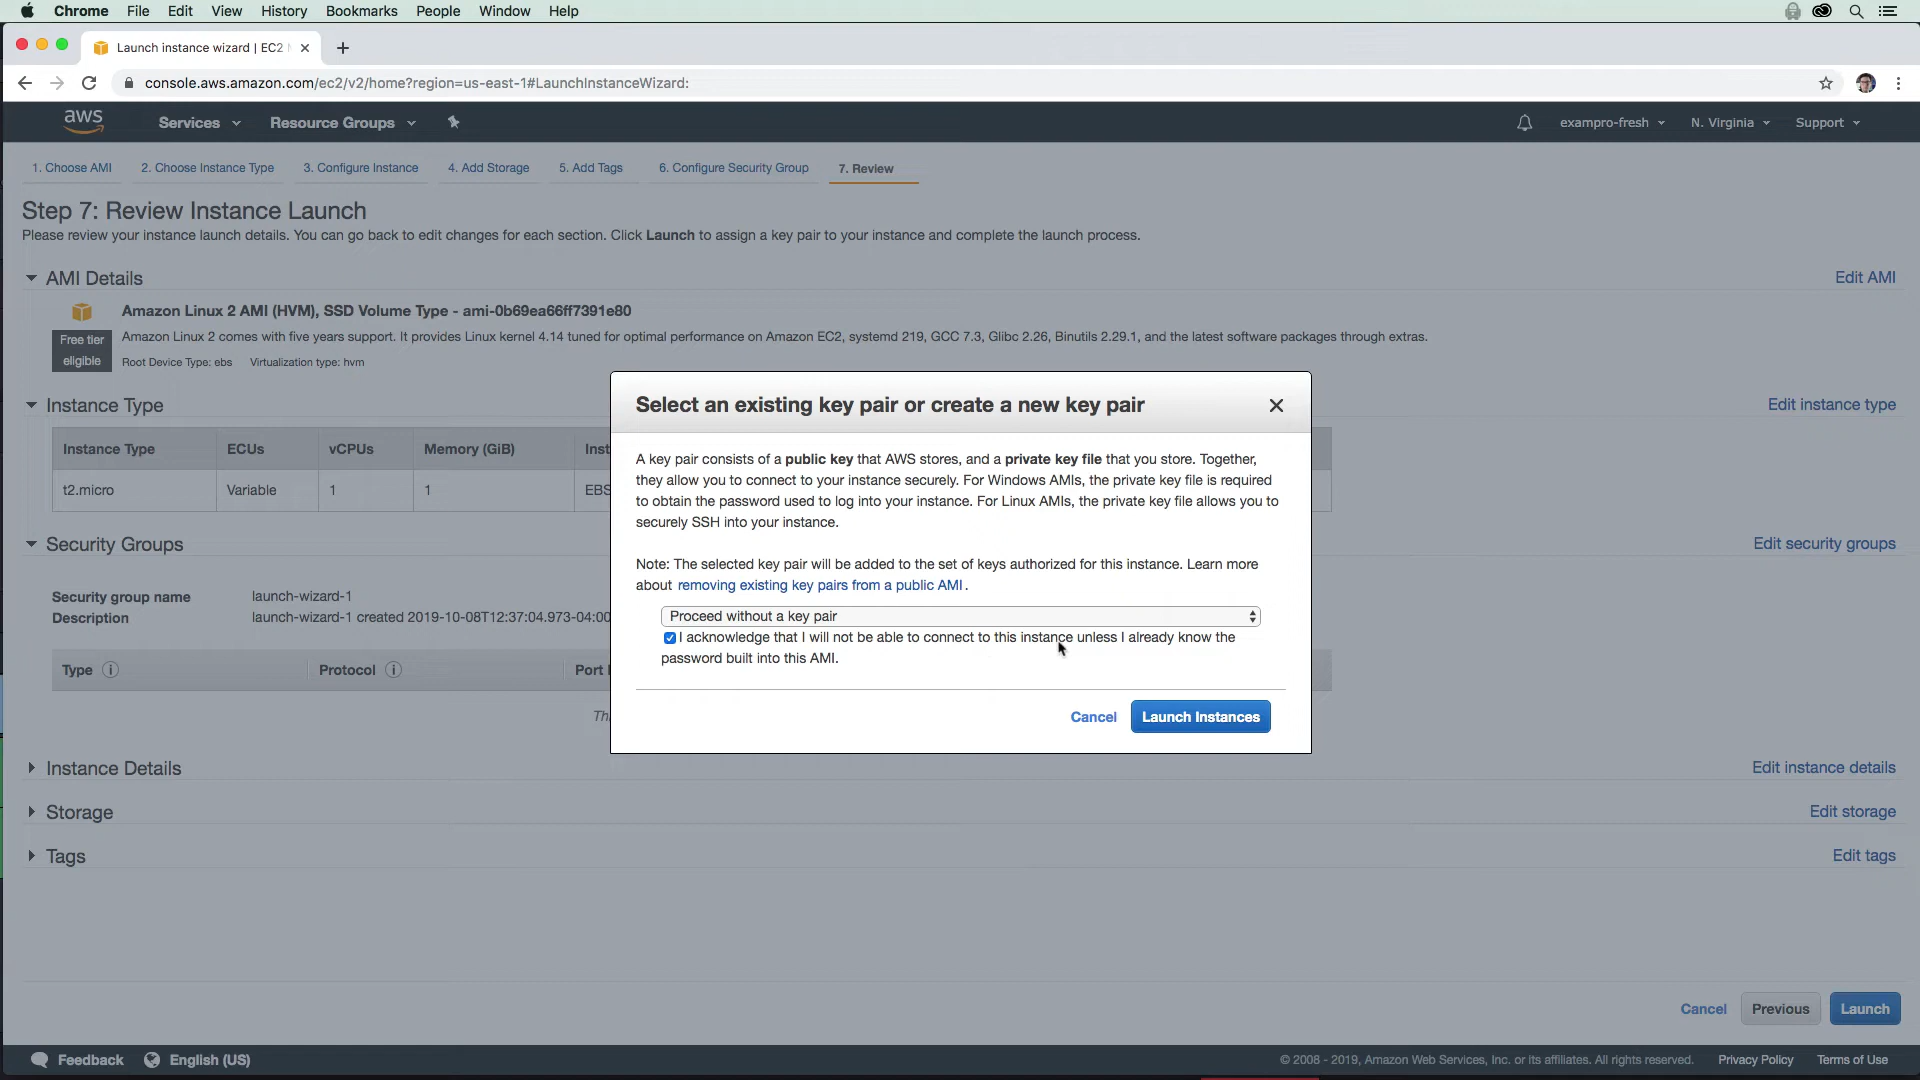 Chrome File Edit View History Bookmarks People Window Help
Launch instance wizard | EC2
console.aws.amazon.com/ec2/v2/home?region=us-east-1#LaunchInstanceWizard:
aws Services Resource Groups exampro-fresh N. Virginia Support
1. Choose AMI 2. Choose Instance Type 3. Configure Instance 4. Add Storage 5. Add Tags 6. Configure Security Group 7. Review
Step 7: Review Instance Launch
Please review your instance launch details. You can go back to edit changes for each section. Click Launch to assign a key pair to your instance and complete the launch process.
AMI Details Edit AMI
Amazon Linux 2 AMI (HVM), SSD Volume Type - ami-0b69ea66ff7391e80
Free tier eligible
Amazon Linux 2 comes with five years support. It provides Linux kernel 4.14 tuned for optimal performance on Amazon EC2, systemd 219, GCC 7.3, Glibc 2.26, Binutils 2.29.1, and the latest software packages through extras.
Root Device Type: ebs Virtualization type: hvm
Instance Type Edit instance type
Instance Type ECUs vCPUs Memory (GiB) Inst
t2.micro Variable 1 1 EBS
Security Groups Edit security groups
Security group name launch-wizard-1
Description launch-wizard-1 created 2019-10-08T12:37:04.973-04:00
Type Protocol Port
Th
Select an existing key pair or create a new key pair
A key pair consists of a public key that AWS stores, and a private key file that you store. Together,
they allow you to connect to your instance securely. For Windows AMIs, the private key file is required
to obtain the password used to log into your instance. For Linux AMIs, the private key file allows you to
securely SSH into your instance.
Note: The selected key pair will be added to the set of keys authorized for this instance. Learn more
about removing existing key pairs from a public AMI.
Proceed without a key pair
I acknowledge that I will not be able to connect to this instance unless I already know the
password built into this AMI.
Cancel Launch Instances
Instance Details Edit instance details
Storage Edit storage
Tags Edit tags
Cancel Previous Launch
Feedback English (US) © 2008 - 2019, Amazon Web Services, Inc. or its affiliates. All rights reserved. Privacy Policy Terms of Use